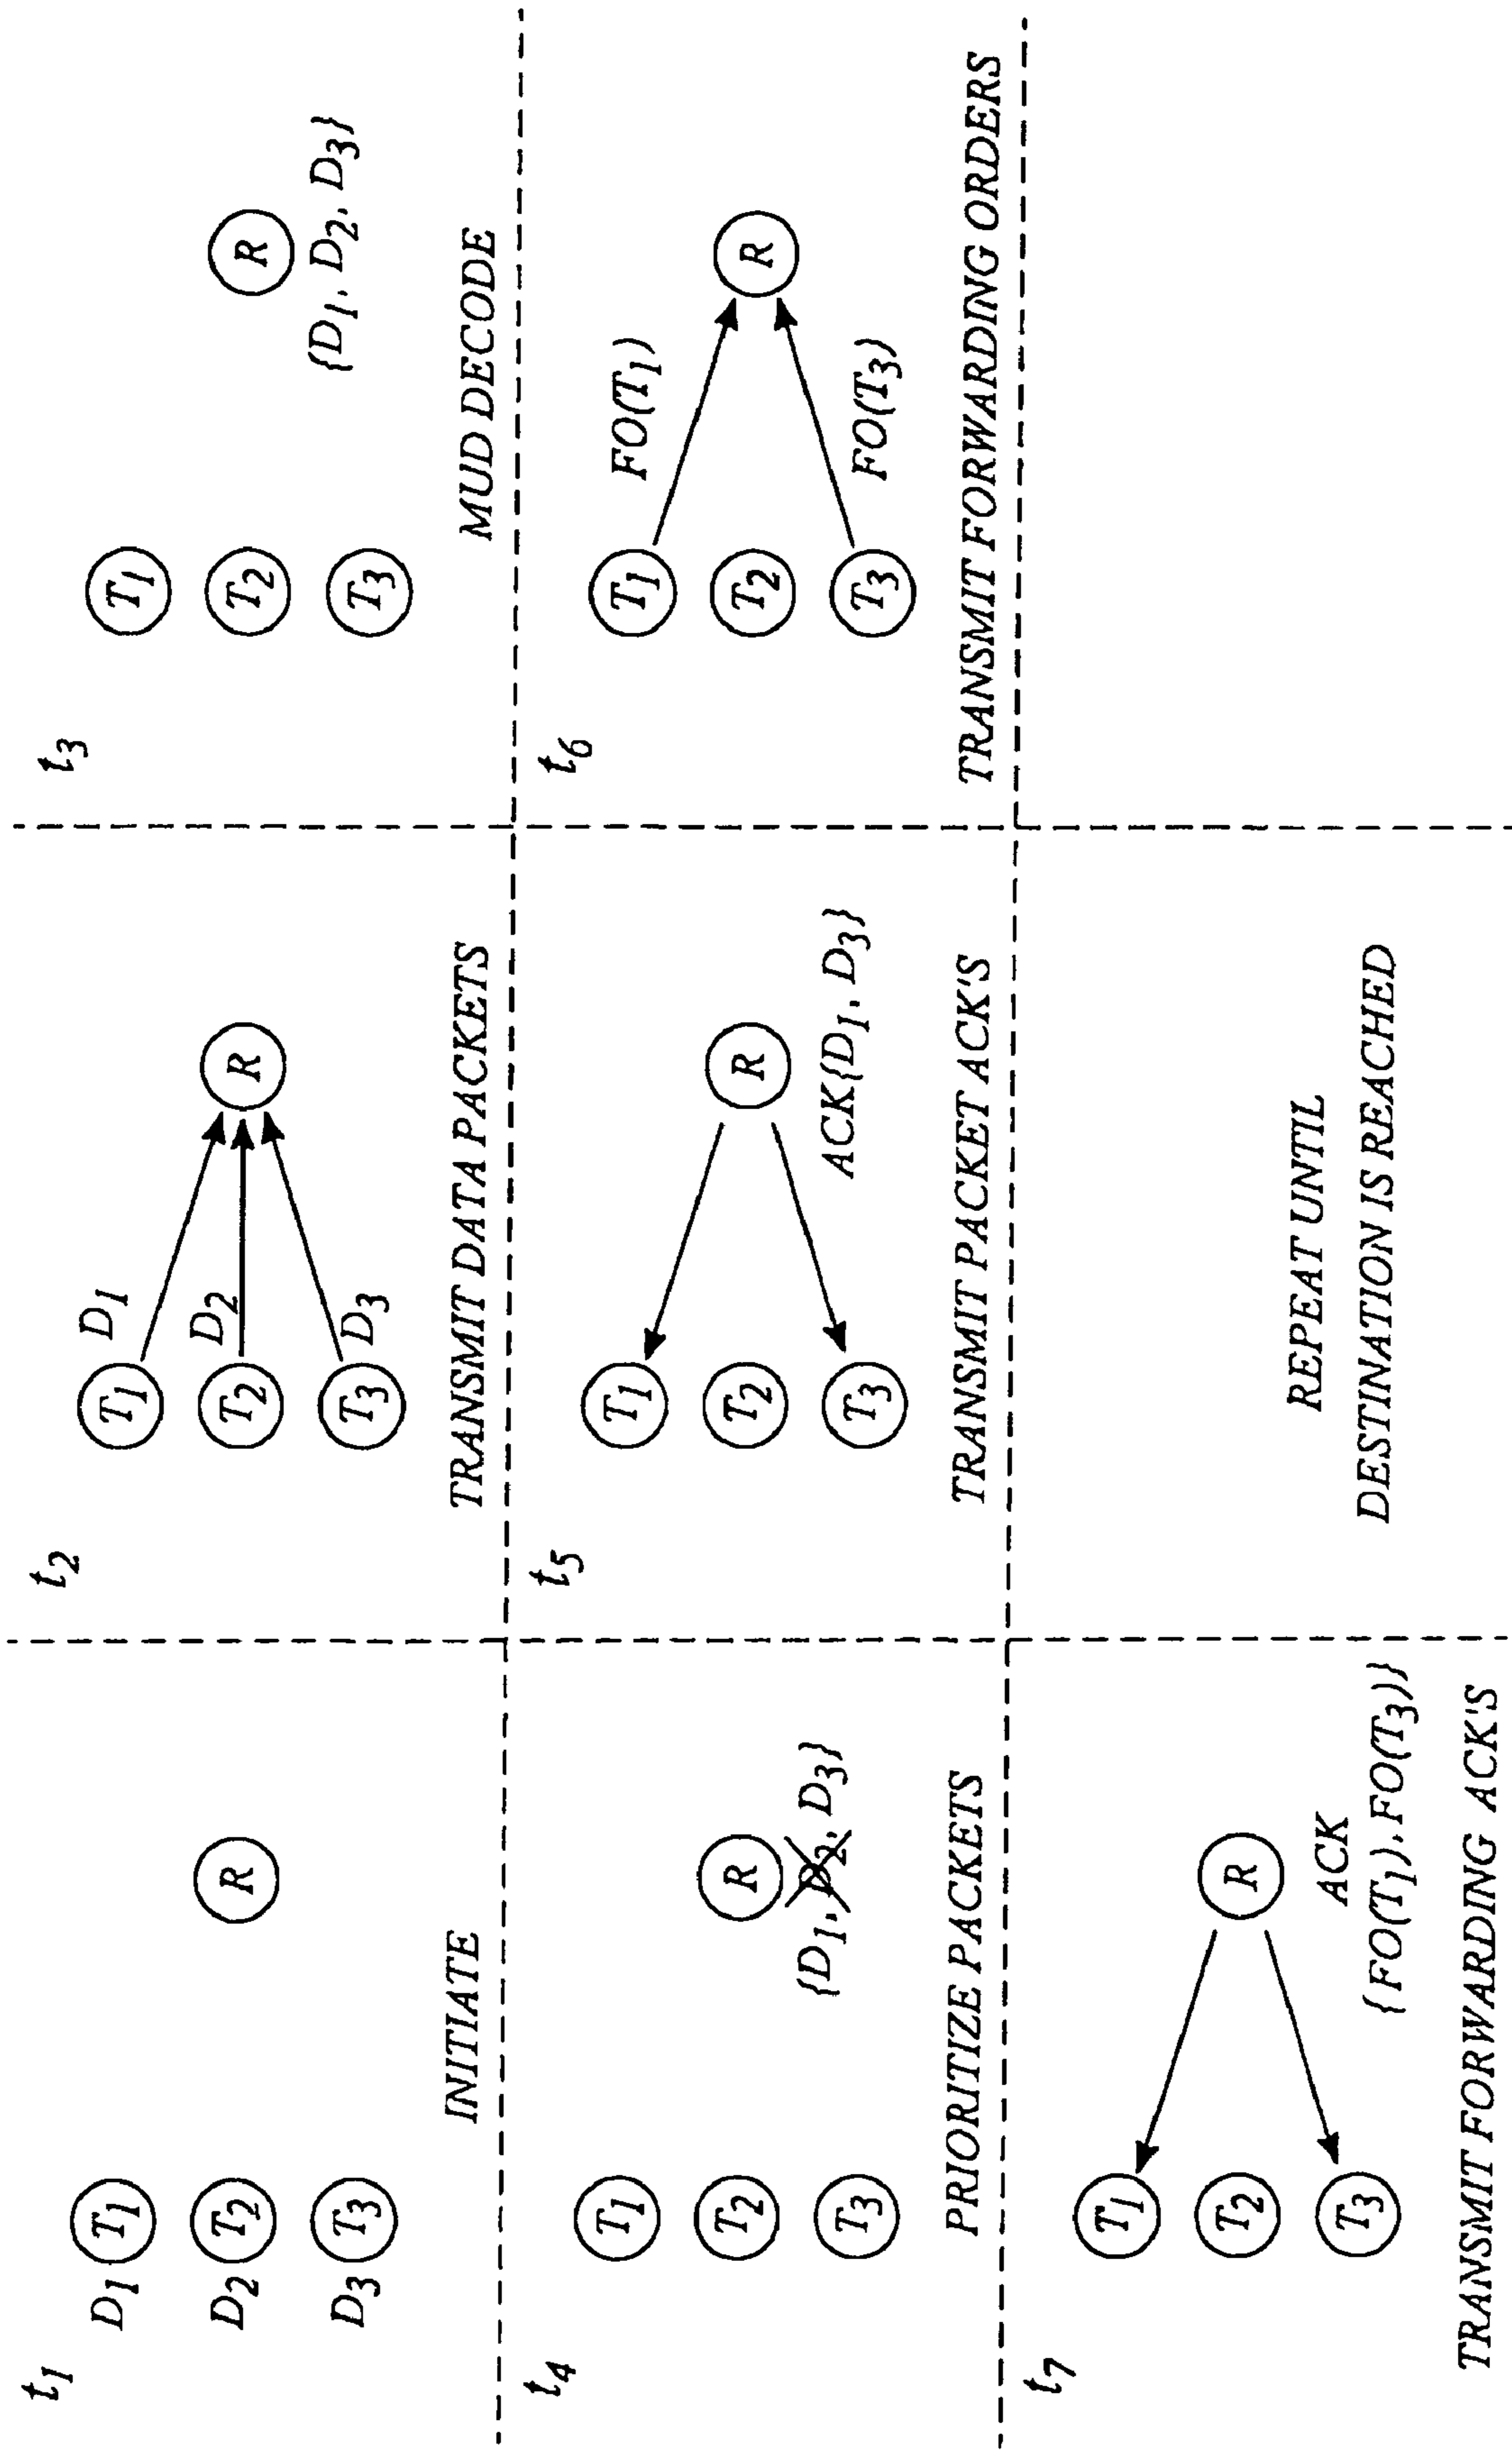 t1
D1 T1
D2 T2
D3 T3
R
INITIATE
t2
T1 D1
T2 D2
T3 D3
R
TRANSMIT DATA PACKETS
t3
T1
T2
T3
R
{D1, D2, D3}
MUD DECODE
t4
T1
T2
T3
R
{D1, D2, D3}
PRIORITIZE PACKETS
t5
T1
T2
T3
R
ACK{D1, D3}
TRANSMIT PACKET ACK'S
t6
T1
T2
T3
FO(T1)
FO(T3)
R
TRANSMIT FORWARDING ORDERS
t7
T1
T2
T3
R
ACK
{FO(T1), FO(T3)}
TRANSMIT FORWARDING ACK'S
REPEAT UNTIL
DESTINATION IS REACHED